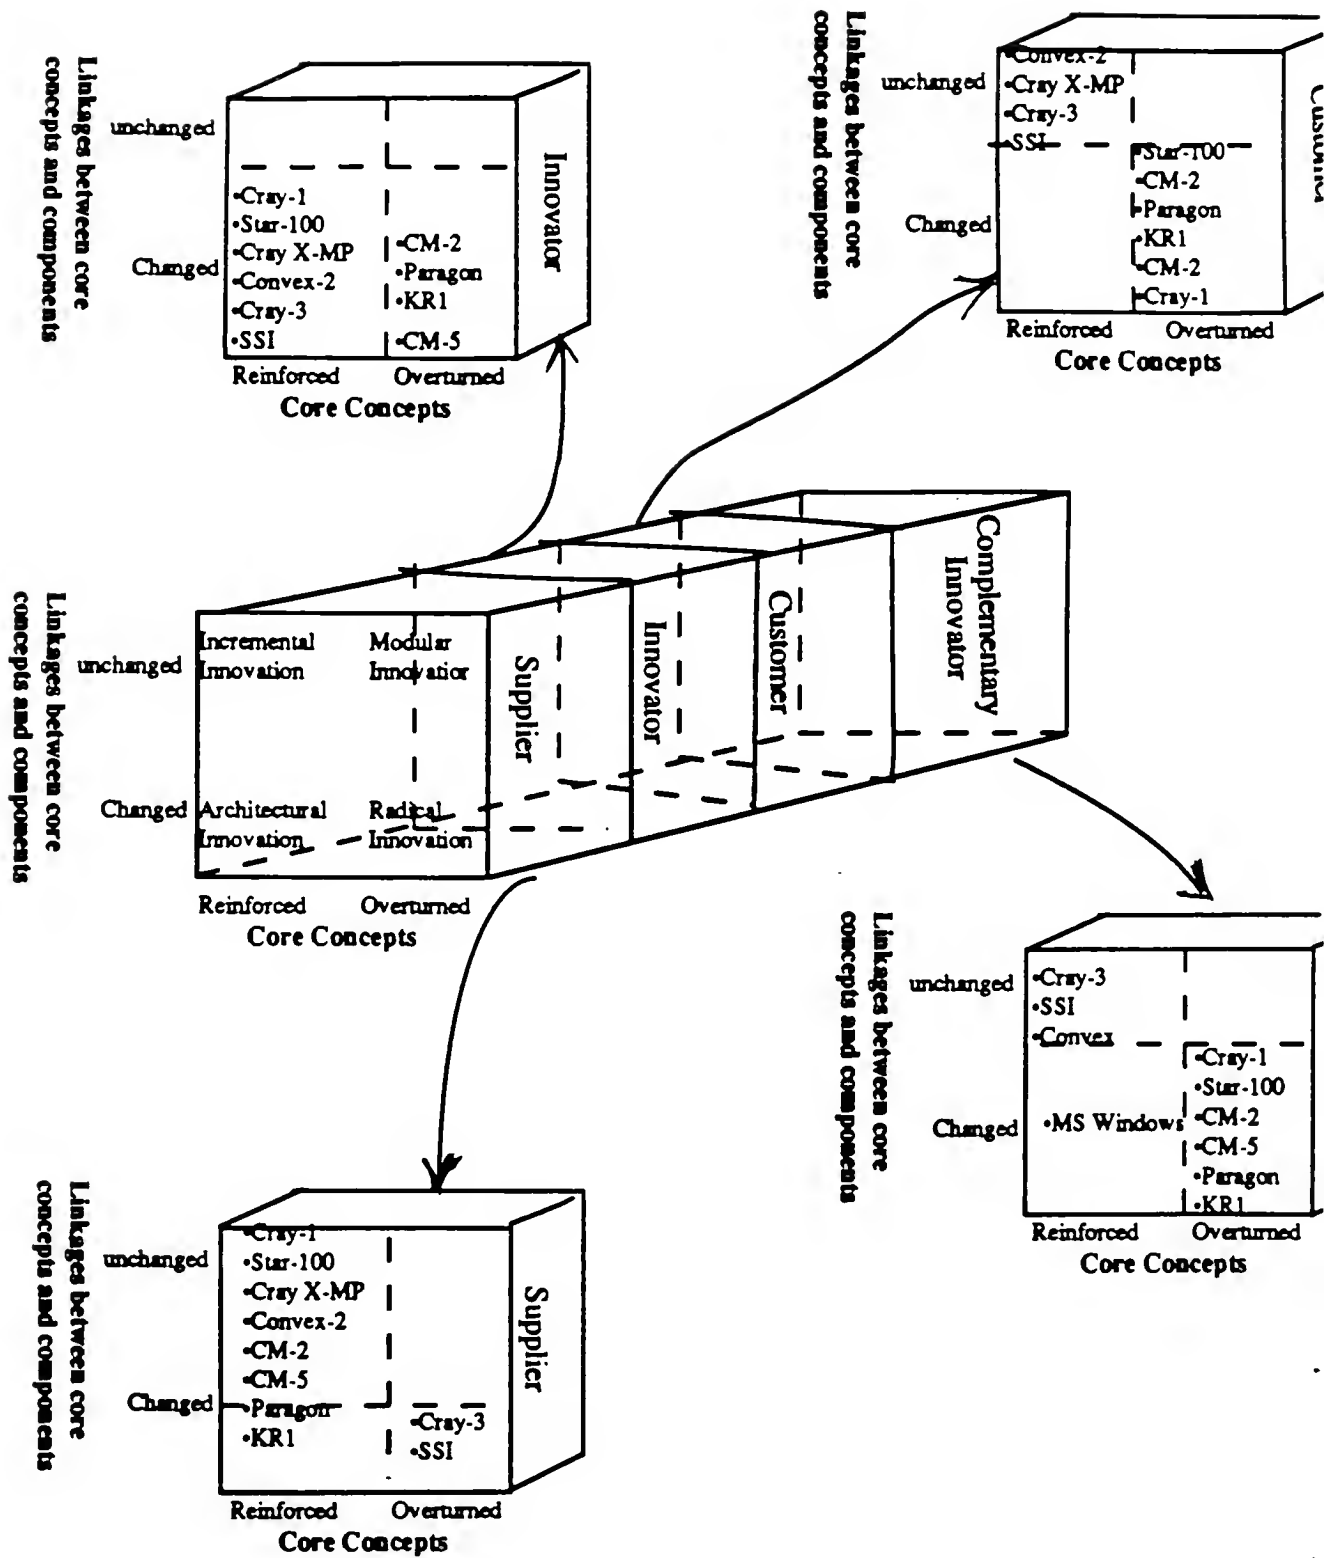 Linkages between core
concepts and components
unchanged
Changed
•Cray-1
•Star-100
•Cray X-MP
•Convex-2
•Cray-3
•SSI
•CM-2
•Paragon
•KR1
•CM-5
Innovator
Reinforced
Overturned
Core Concepts
Linkages between core
concepts and components
unchanged
Changed
•Convex-2
•Cray X-MP
•Cray-3
•SSI
•Star-100
•CM-2
•Paragon
•KR1
•CM-2
•Cray-1
Reinforced
Overturned
Core Concepts
Linkages between core
concepts and components
unchanged
Changed
Incremental
Innovation
Modular
Innovation
Architectural
Innovation
Radical
Innovation
Supplier
Innovator
Customer
Complementary
Innovator
Reinforced
Overturned
Core Concepts
Linkages between core
concepts and components
unchanged
Changed
•Cray-3
•SSI
•Convex
•MS Windows
•Cray-1
•Star-100
•CM-2
•CM-5
•Paragon
•KR1
Reinforced
Overturned
Core Concepts
Linkages between core
concepts and components
unchanged
Changed
•Cray-1
•Star-100
•Cray X-MP
•Convex-2
•CM-2
•CM-5
•Paragon
•KR1
•Cray-3
•SSI
Supplier
Reinforced
Overturned
Core Concepts